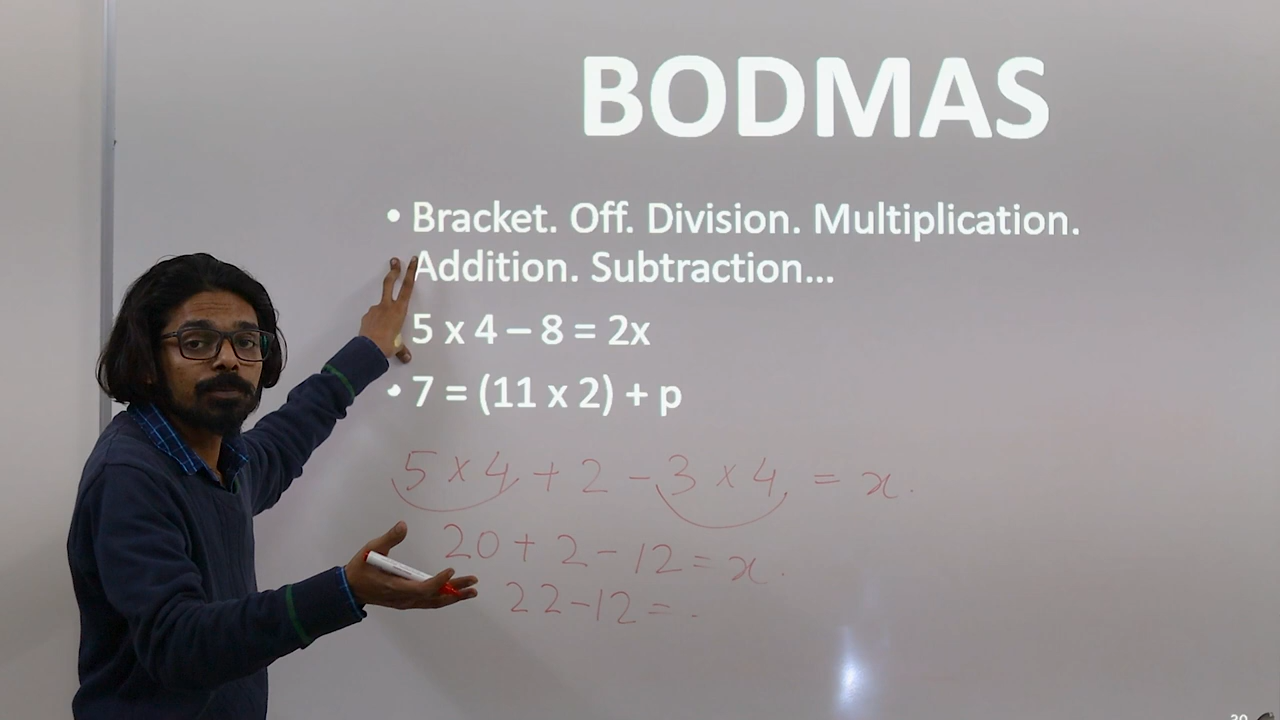 BODMAS
• Bracket. Off. Division. Multiplication.
Addition. Subtraction...
• 5 x 4 – 8 = 2x
• 7 = (11 x 2) + p
5 × 4 + 2 - 3 × 4 = x.
20 + 2 - 12 = x.
22 - 12 = .